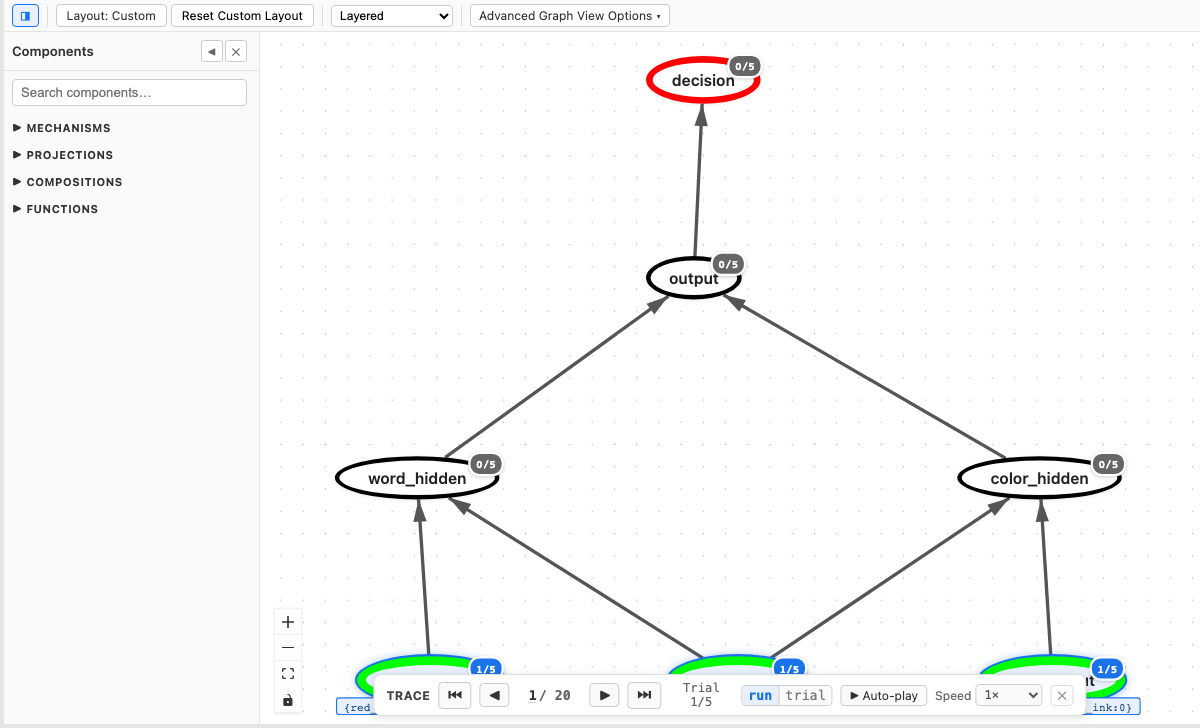 Layout: Custom Reset Custom Layout Layered Advanced Graph View Options
Components
Search components…
MECHANISMS
PROJECTIONS
COMPOSITIONS
FUNCTIONS
0/5
decision
0/5
output
0/5
word_hidden
0/5
color_hidden
1/5
1/5
1/5
TRACE 1 / 20 Trial 1/5 run trial Auto-play Speed 1×
{red_
ink:0}